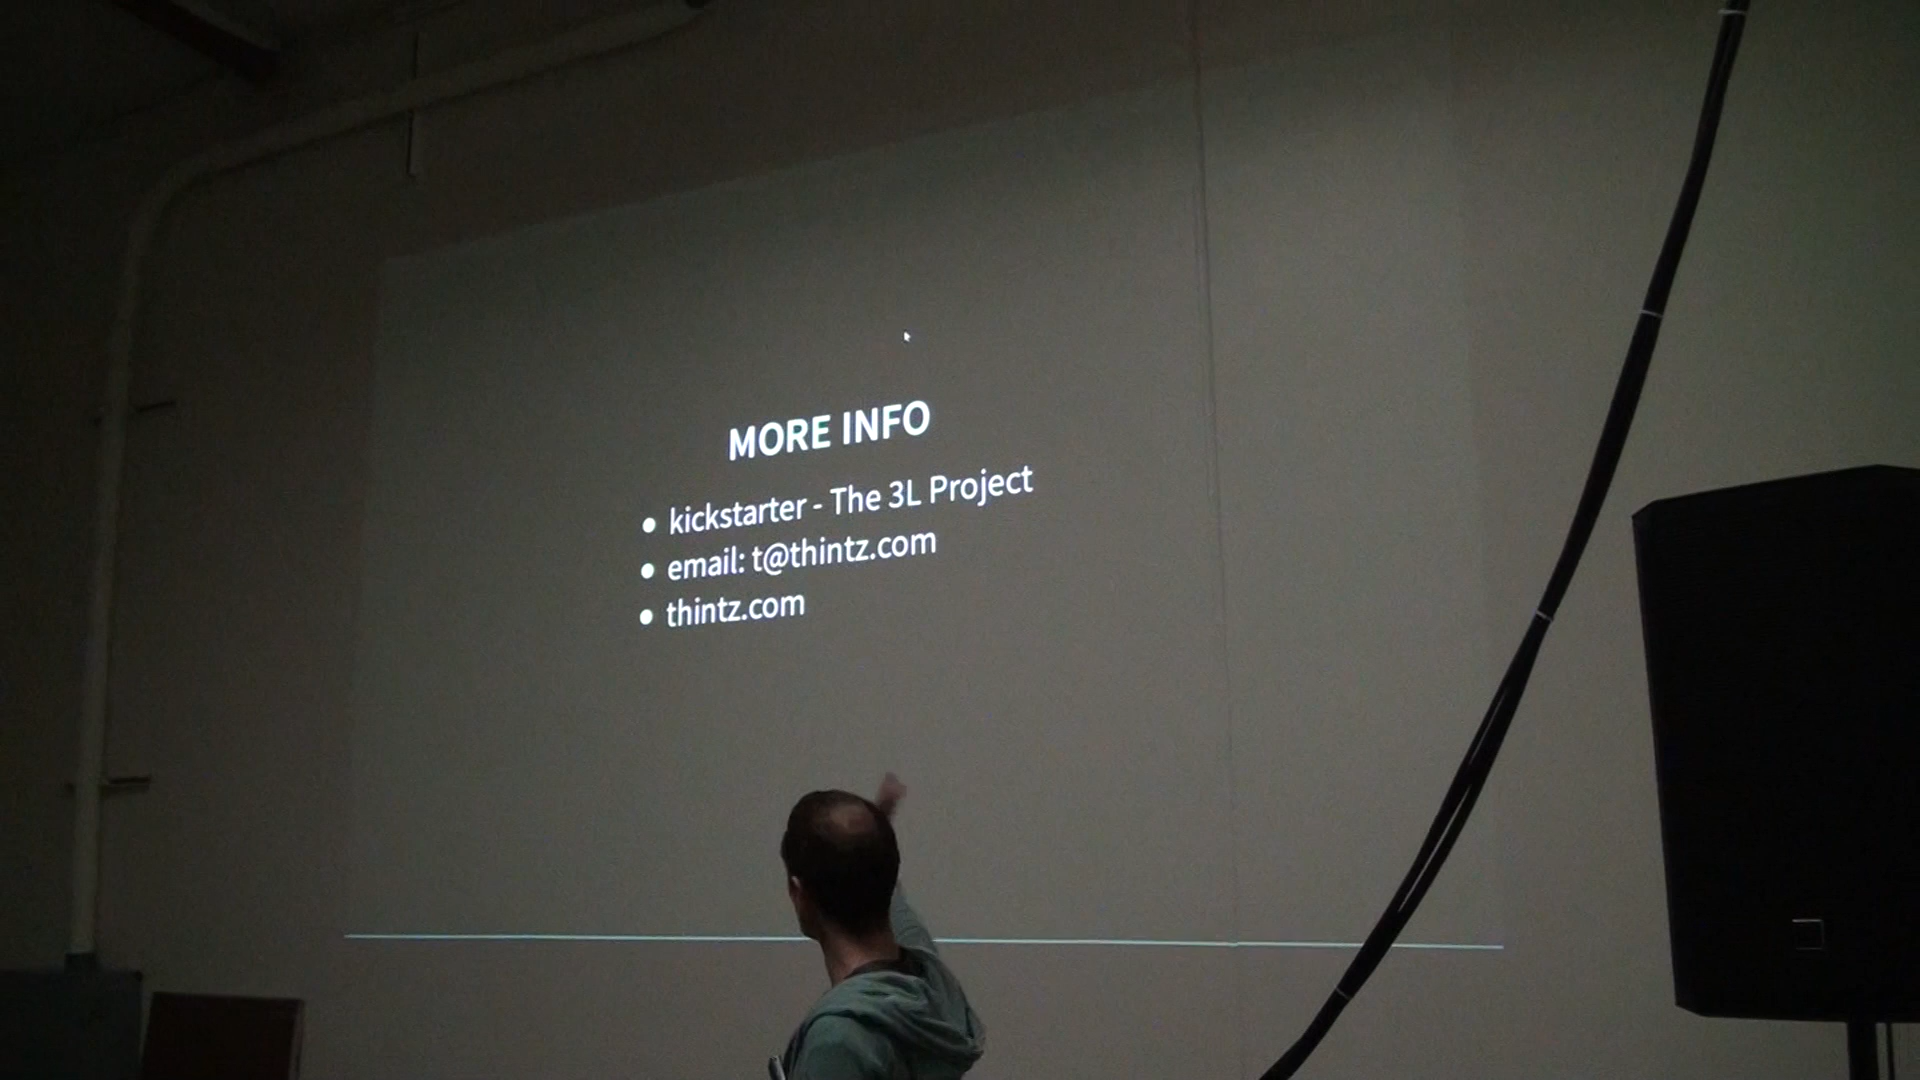 MORE INFO
• kickstarter - The 3L Project
• email: t@thintz.com
• thintz.com